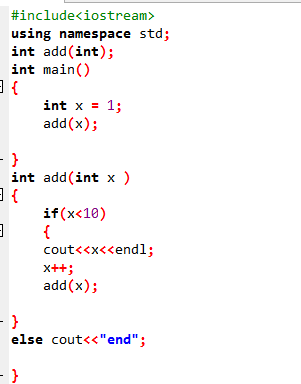 #include<iostream>
using namespace std;
int add(int);
int main()
{
int x = 1;
add(x);
}
int add(int x )
{
if(x<10)
{
cout<<x<<endl;
x++;
add(x);
}
else cout<<"end";
}